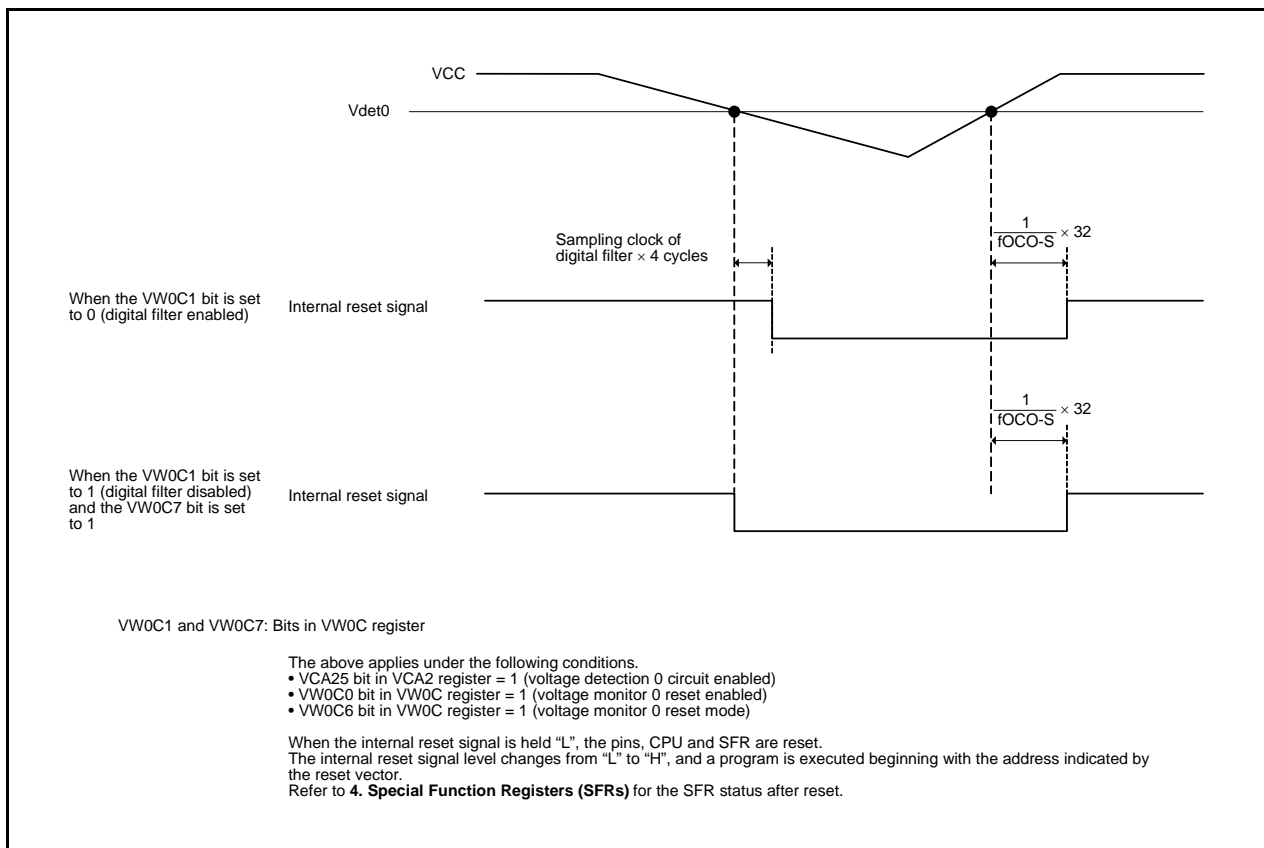 VCC
Vdet0
Sampling clock of
digital filter × 4 cycles
1
fOCO-S × 32
When the VW0C1 bit is set
to 0 (digital filter enabled)
Internal reset signal
1
fOCO-S × 32
When the VW0C1 bit is set
to 1 (digital filter disabled)
and the VW0C7 bit is set
to 1
Internal reset signal
VW0C1 and VW0C7: Bits in VW0C register
The above applies under the following conditions.
• VCA25 bit in VCA2 register = 1 (voltage detection 0 circuit enabled)
• VW0C0 bit in VW0C register = 1 (voltage monitor 0 reset enabled)
• VW0C6 bit in VW0C register = 1 (voltage monitor 0 reset mode)
When the internal reset signal is held “L”, the pins, CPU and SFR are reset.
The internal reset signal level changes from “L” to “H”, and a program is executed beginning with the address indicated by
the reset vector.
Refer to 4. Special Function Registers (SFRs) for the SFR status after reset.